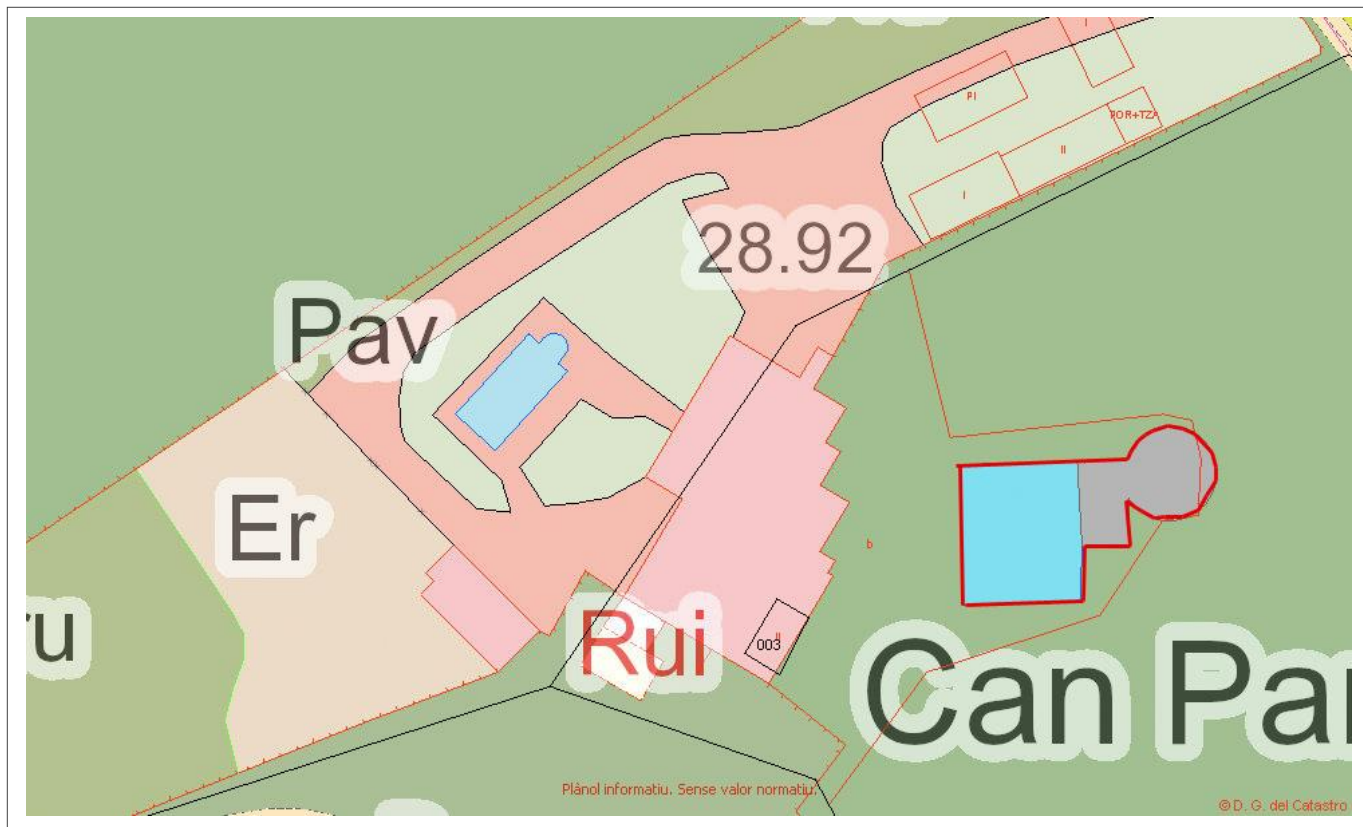 I
PI
POR+TZA
II
I
28.92
Pav
Er
b
ru
Rui
II
003
Can Par
Plànol informatiu. Sense valor normatiu.
© D. G. del Catastro